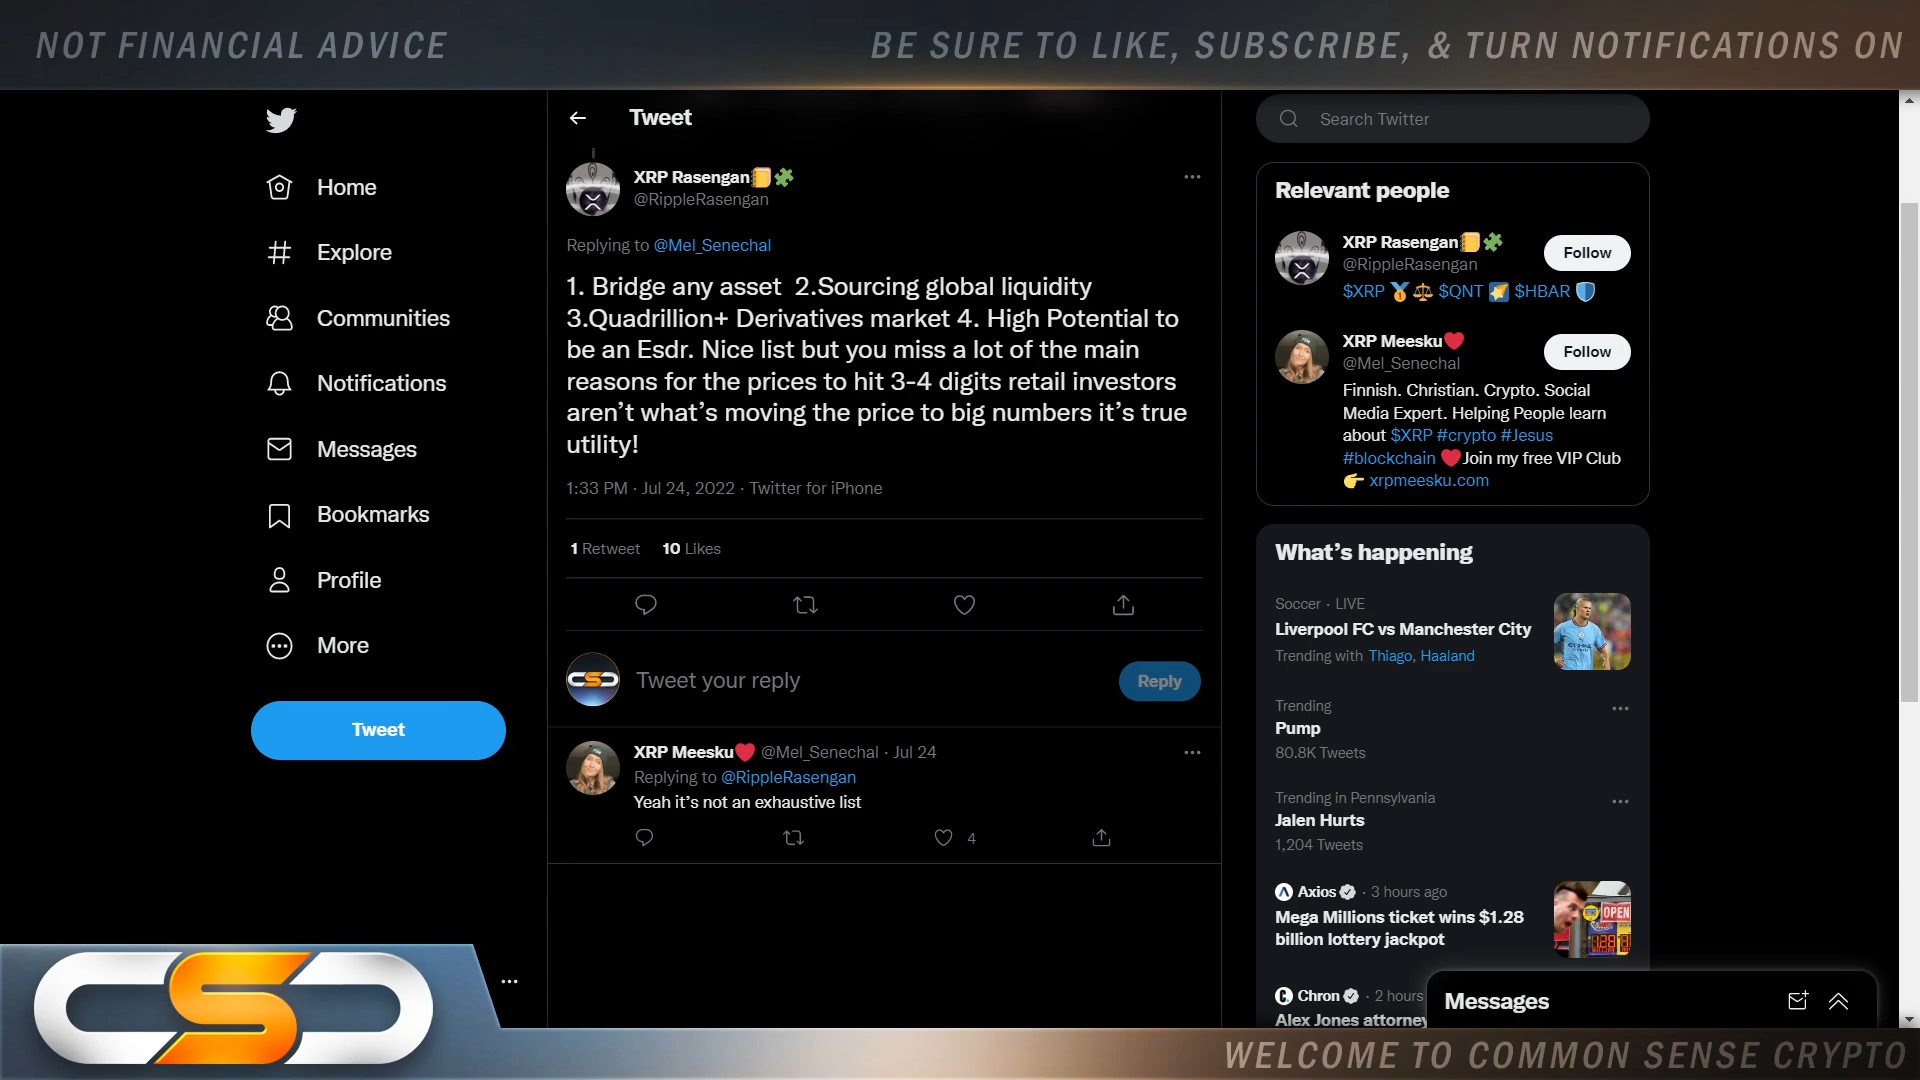 NOT FINANCIAL ADVICE
BE SURE TO LIKE, SUBSCRIBE, & TURN NOTIFICATIONS ON
Home
Explore
Communities
Notifications
Messages
Bookmarks
Profile
More
Tweet
Tweet
XRP Rasengan
@RippleRasengan
Replying to @Mel_Senechal
1. Bridge any asset  2.Sourcing global liquidity
3.Quadrillion+ Derivatives market 4. High Potential to
be an Esdr. Nice list but you miss a lot of the main
reasons for the prices to hit 3-4 digits retail investors
aren’t what’s moving the price to big numbers it’s true
utility!
1:33 PM · Jul 24, 2022 · Twitter for iPhone
1 Retweet 10 Likes
CSC
Tweet your reply
Reply
XRP Meesku @Mel_Senechal · Jul 24
Replying to @RippleRasengan
Yeah it’s not an exhaustive list
4
Search Twitter
Relevant people
XRP Rasengan
@RippleRasengan
Follow
$XRP $QNT $HBAR
XRP Meesku
@Mel_Senechal
Follow
Finnish. Christian. Crypto. Social
Media Expert. Helping People learn
about $XRP #crypto #Jesus
#blockchain Join my free VIP Club
xrpmeesku.com
What’s happening
Soccer · LIVE
Liverpool FC vs Manchester City
Trending with Thiago, Haaland
Trending
Pump
80.8K Tweets
Trending in Pennsylvania
Jalen Hurts
1,204 Tweets
Axios · 3 hours ago
Mega Millions ticket wins $1.28
billion lottery jackpot
OPEN
Chron · 2 hours
Alex Jones attorney
Messages
CSC
WELCOME TO COMMON SENSE CRYPTO